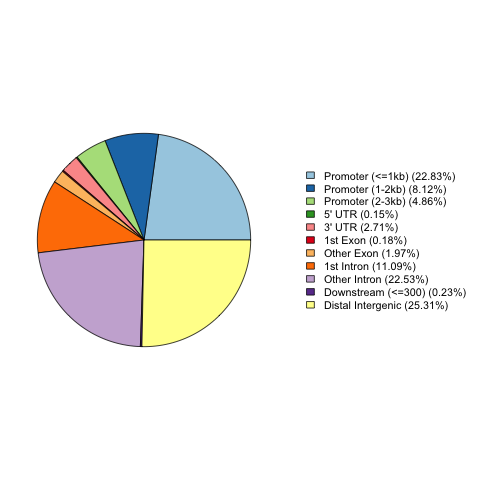 Promoter (<=1kb) (22.83%)
Promoter (1-2kb) (8.12%)
Promoter (2-3kb) (4.86%)
5' UTR (0.15%)
3' UTR (2.71%)
1st Exon (0.18%)
Other Exon (1.97%)
1st Intron (11.09%)
Other Intron (22.53%)
Downstream (<=300) (0.23%)
Distal Intergenic (25.31%)